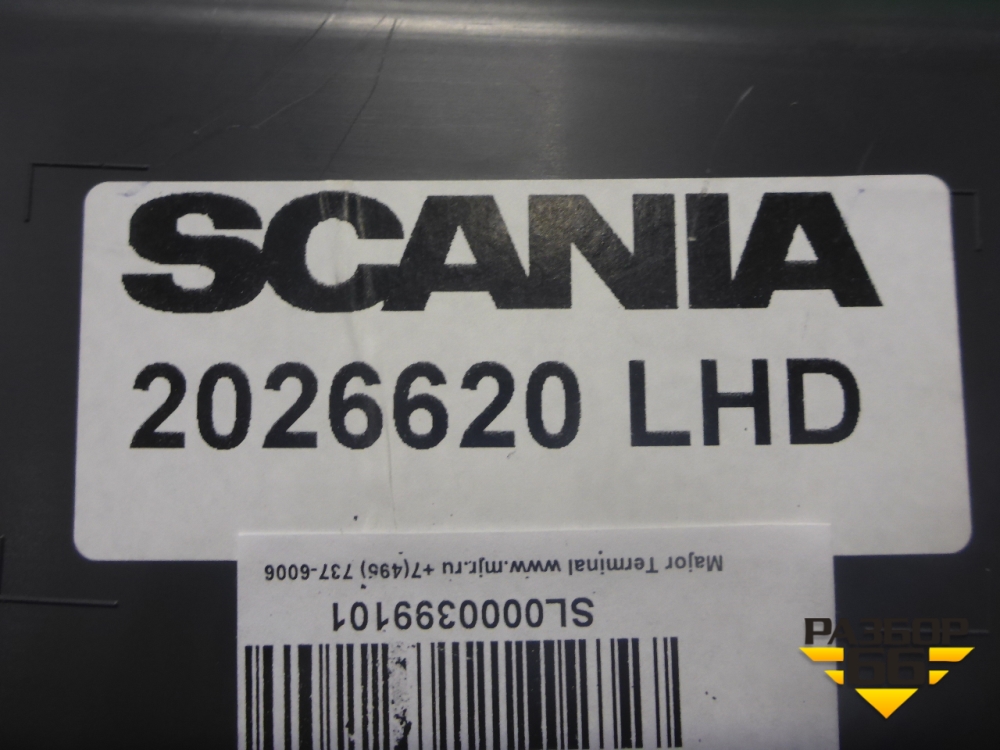 SCANIA
2026620 LHD
Major Terminal www.mjr.ru +7(495) 737-6006
SL0000399101
РАЗБОР
66